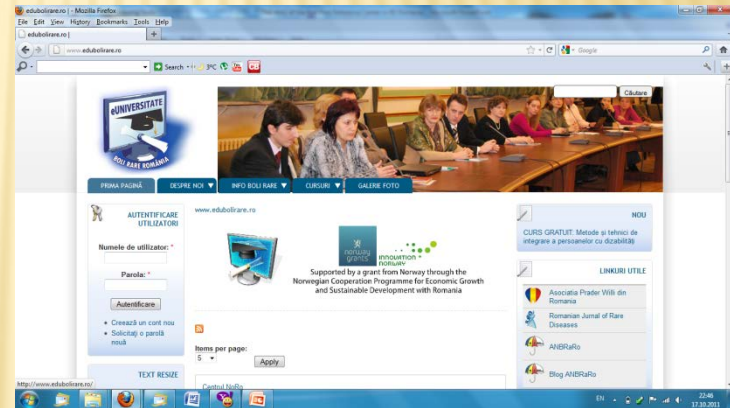 edubolirare.ro | - Mozilla Firefox
File Edit View History Bookmarks Tools Help
edubolirare.ro |
www.edubolirare.ro
Google
Search
3°C
Căutare
eUNIVERSITATE
BOLI RARE ROMÂNIA
PRIMA PAGINĂ DESPRE NOI INFO BOLI RARE CURSURI GALERIE FOTO
AUTENTIFICARE UTILIZATORI
Numele de utilizator: *
Parola: *
Autentificare
Creează un cont nou
Solicitaţi o parolă nouă
TEXT RESIZE
www.edubolirare.ro
norway grants
INNOVATION NORWAY
Supported by a grant from Norway through the
Norwegian Cooperation Programme for Economic Growth
and Sustainable Development with Romania
Items per page:
5
Apply
Centrul NoRo
NOU
CURS GRATUIT: Metode şi tehnici de
integrare a persoanelor cu dizabilităţi
LINKURI UTILE
Asociatia Prader Willi din
Romania
Romanian Jurnal of Rare
Diseases
ANBRaRo
Blog ANBRaRo
http://www.edubolirare.ro/
EN
22:46
17.10.2011